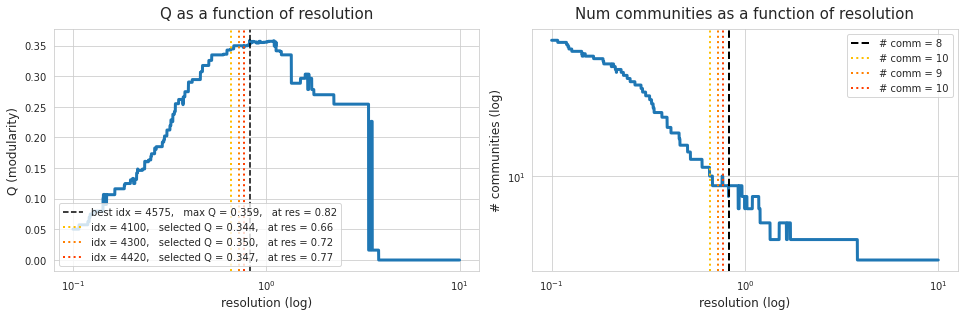 Q as a function of resolution
Q (modularity)
0.35
0.30
0.25
0.20
0.15
0.10
0.05
0.00
best idx = 4575,   max Q = 0.359,   at res = 0.82
idx = 4100,   selected Q = 0.344,   at res = 0.66
idx = 4300,   selected Q = 0.350,   at res = 0.72
idx = 4420,   selected Q = 0.347,   at res = 0.77
10⁻¹ 10⁰ 10¹
resolution (log)
Num communities as a function of resolution
# communities (log)
10¹
# comm = 8
# comm = 10
# comm = 9
# comm = 10
10⁻¹ 10⁰ 10¹
resolution (log)